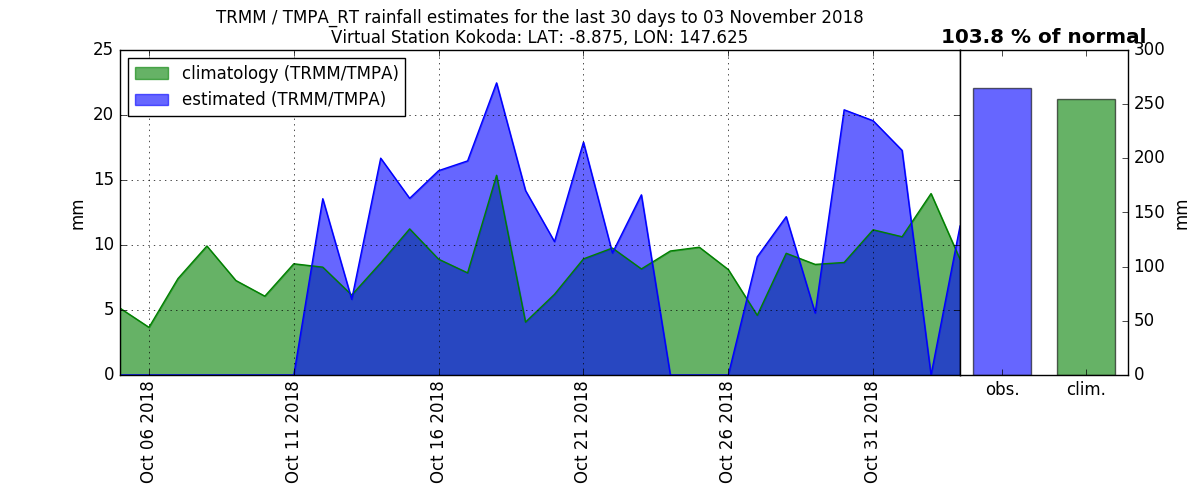 TRMM / TMPA_RT rainfall estimates for the last 30 days to 03 November 2018
Virtual Station Kokoda: LAT: -8.875, LON: 147.625
103.8 % of normal
climatology (TRMM/TMPA)
estimated (TRMM/TMPA)
25
20
15
10
5
0
mm
Oct 06 2018
Oct 11 2018
Oct 16 2018
Oct 21 2018
Oct 26 2018
Oct 31 2018
obs.
clim.
300
250
200
150
100
50
0
mm